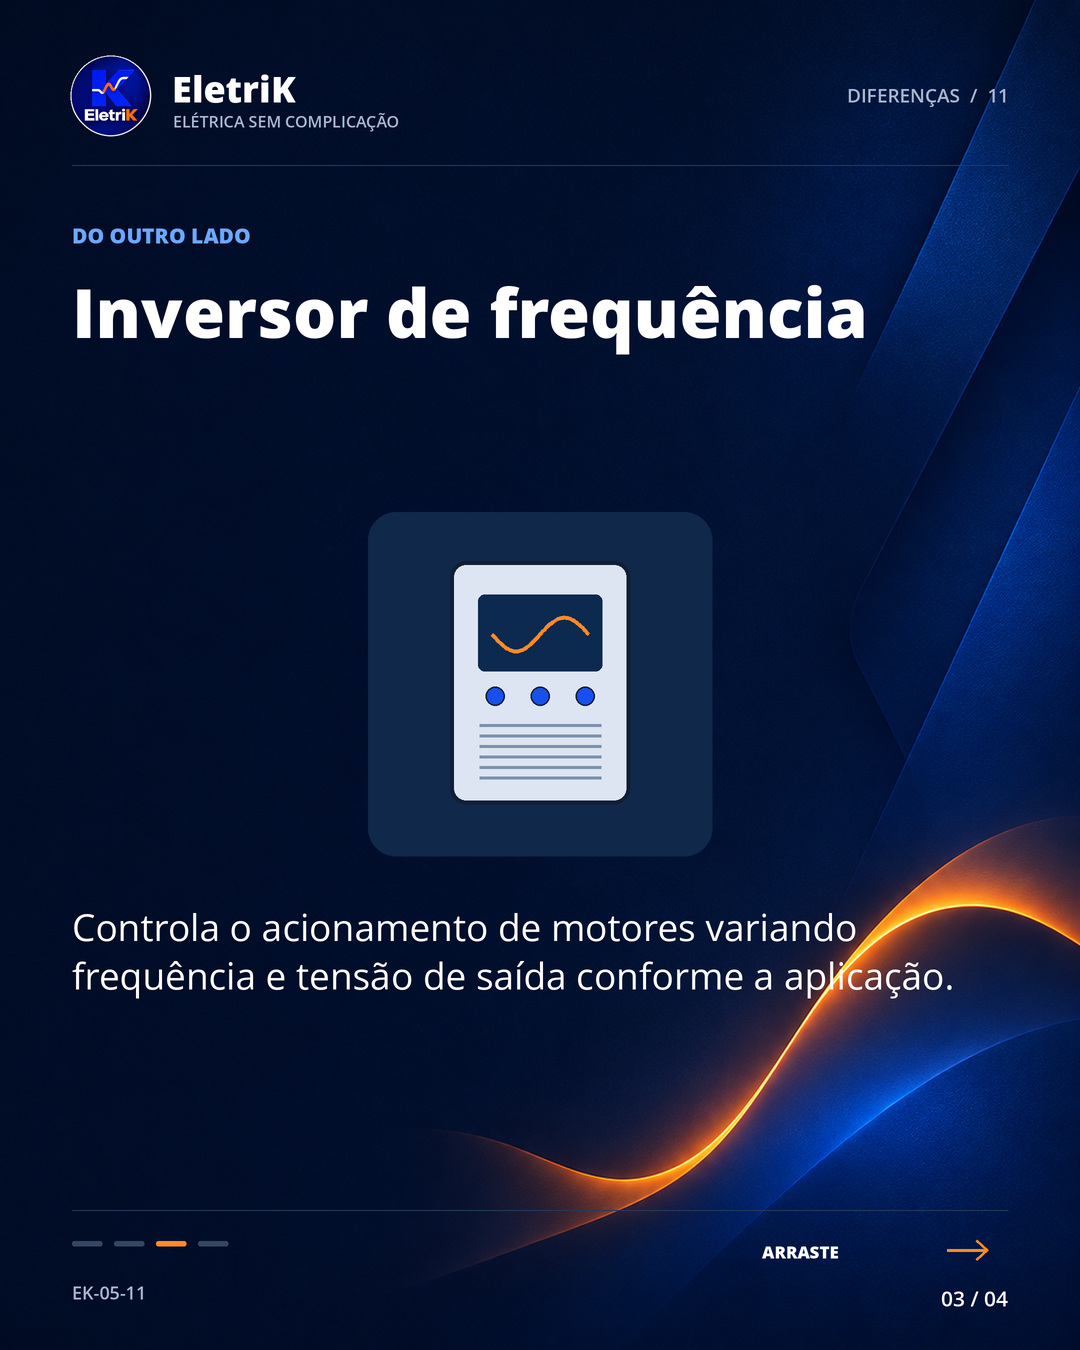 K
EletriK
EletriK
ELÉTRICA SEM COMPLICAÇÃO
DIFERENÇAS / 11
DO OUTRO LADO
Inversor de frequência
Controla o acionamento de motores variando
frequência e tensão de saída conforme a aplicação.
ARRASTE
EK-05-11
03 / 04